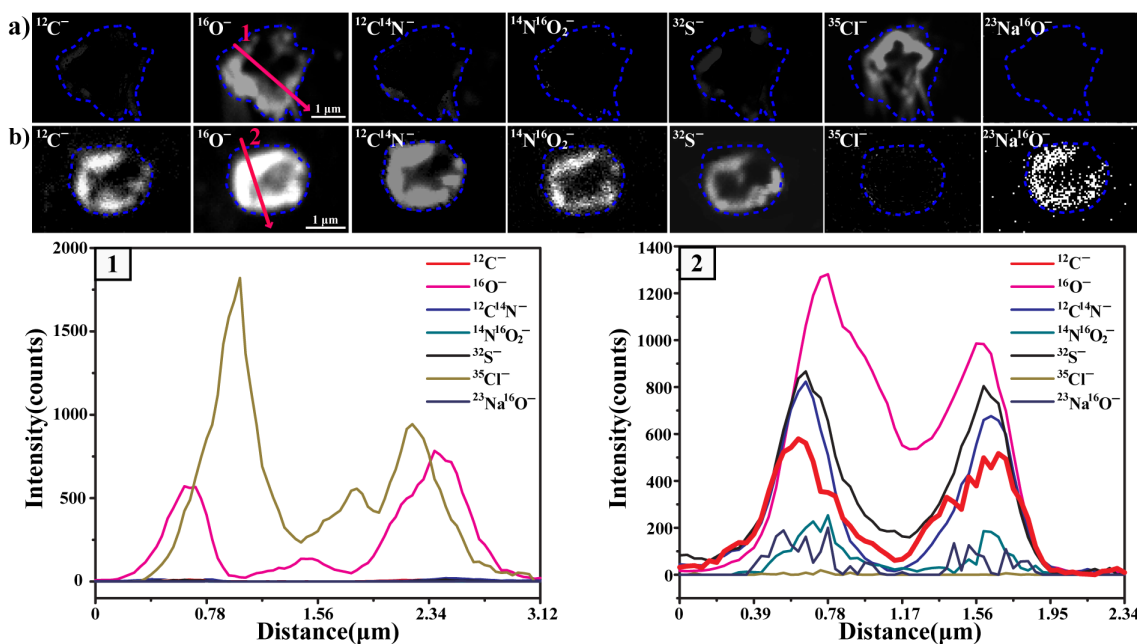 a) ¹²C⁻ ¹⁶O⁻ ¹²C¹⁴N⁻ ¹⁴N¹⁶O₂⁻ ³²S⁻ ³⁵Cl⁻ ²³Na¹⁶O⁻
1
1 μm
b) ¹²C⁻ ¹⁶O⁻ ¹²C¹⁴N⁻ ¹⁴N¹⁶O₂⁻ ³²S⁻ ³⁵Cl⁻ ²³Na¹⁶O⁻
2
1 μm
1
Intensity(counts)
2000
1750
1500
1250
1000
750
500
250
0
¹²C⁻
¹⁶O⁻
¹²C¹⁴N⁻
¹⁴N¹⁶O₂⁻
³²S⁻
³⁵Cl⁻
²³Na¹⁶O⁻
0 0.78 1.56 2.34 3.12
Distance(μm)
2
Intensity(counts)
1400
1200
1000
800
600
400
200
0
¹²C⁻
¹⁶O⁻
¹²C¹⁴N⁻
¹⁴N¹⁶O₂⁻
³²S⁻
³⁵Cl⁻
²³Na¹⁶O⁻
0 0.39 0.78 1.17 1.56 1.95 2.34
Distance(μm)